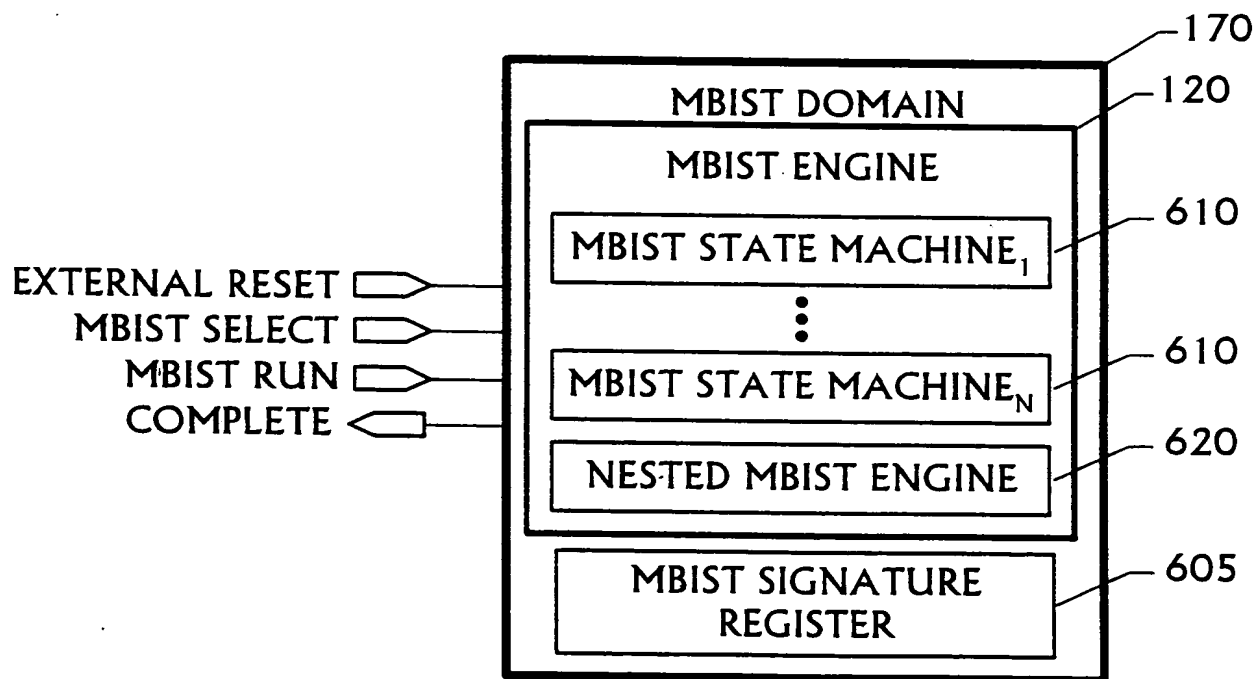 170
MBIST DOMAIN
120
MBIST ENGINE
610
MBIST STATE MACHINE₁
EXTERNAL RESET
MBIST SELECT
MBIST RUN
610
MBIST STATE MACHINE_N
COMPLETE
620
NESTED MBIST ENGINE
605
MBIST SIGNATURE
REGISTER